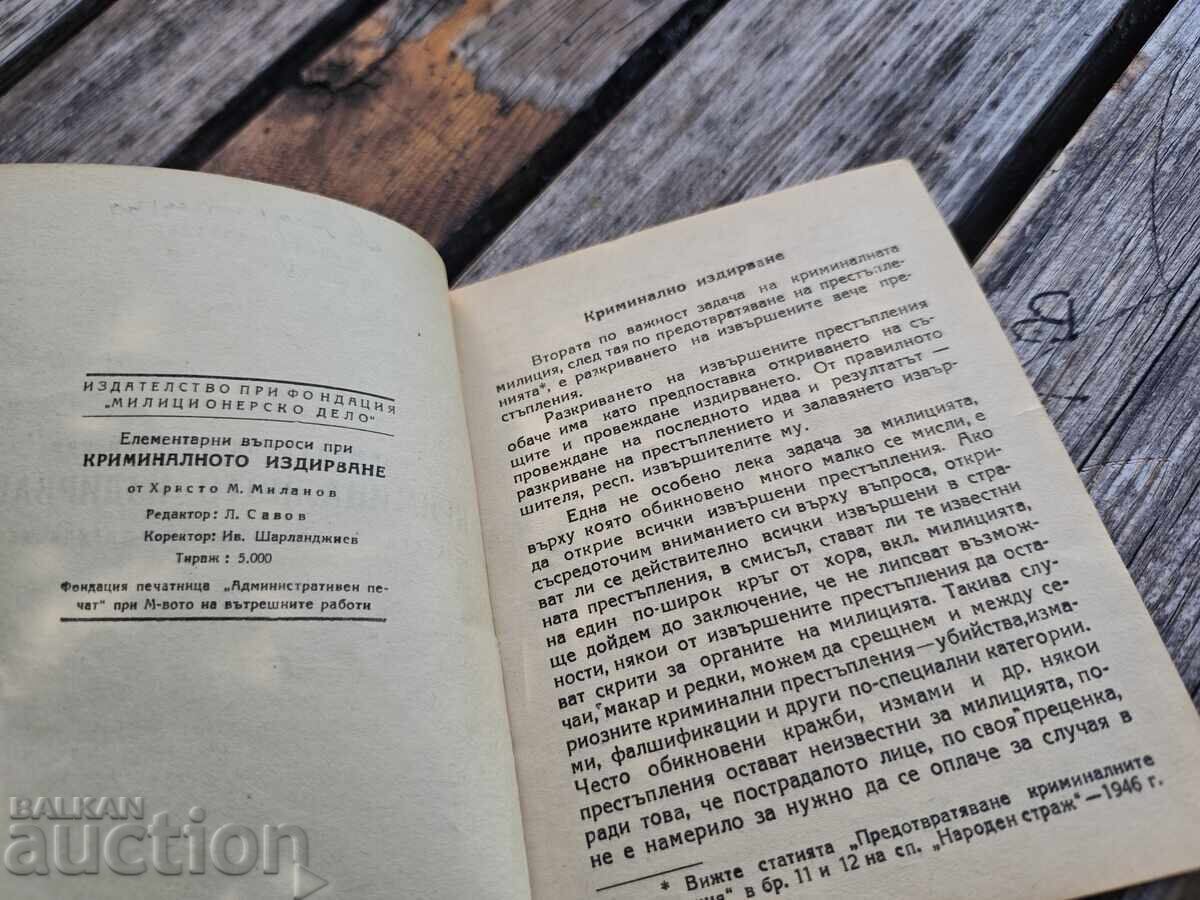 ИЗДАТЕЛСТВО ПРИ ФОНДАЦИЯ
„МИЛИЦИОНЕРСКО ДЕЛО“
Елементарни въпроси при
КРИМИНАЛНОТО ИЗДИРВАНЕ
от Христо М. Миланов
Редактор: Л. Савов
Коректор: Ив. Шарланджиев
Тираж: 5.000
Фондация печатница „Административен пе-
чат“ при М-вото на вътрешните работи
Криминално издирване
Втората по важност задача на криминалната
милиция, след тая по предотвратяване на престъпле-
нията*, е разкриването на извършените вече пре-
стъпления.
Разкриването на извършените престъпления
обаче има като предпоставка откриването на съ-
щите и провеждане издирването. От правилното
провеждане на последното идва и резултатът —
разкриване на престъплението и залавянето извър-
шителя, респ. извършителите му.
Една не особено лека задача за милицията,
върху която обикновено много малко се мисли, е
да открие всички извършени престъпления. Ако
съсредоточим вниманието си върху въпроса, откри-
ват ли се действително всички извършени в стра-
ната престъпления, в смисъл, стават ли те известни
на един по-широк кръг от хора, вкл. милицията,
ще дойдем до заключение, че не липсват възмож-
ности, някои от извършените престъпления да оста-
ват скрити за органите на милицията. Такива слу-
чаи, макар и редки, можем да срещнем и между се-
риозните криминални престъпления—убийства, изма-
ми, фалшификации и други по-специални категории.
Често обикновени кражби, измами и др. някои
престъпления остават неизвестни за милицията, по-
ради това, че пострадалото лице, по своя преценка,
не е намерило за нужно да се оплаче за случая в
* Вижте статията „Предотвратяване криминалните
в бр. 11 и 12 на сп. „Народен страж“—1946 г.
BALKAN
auction